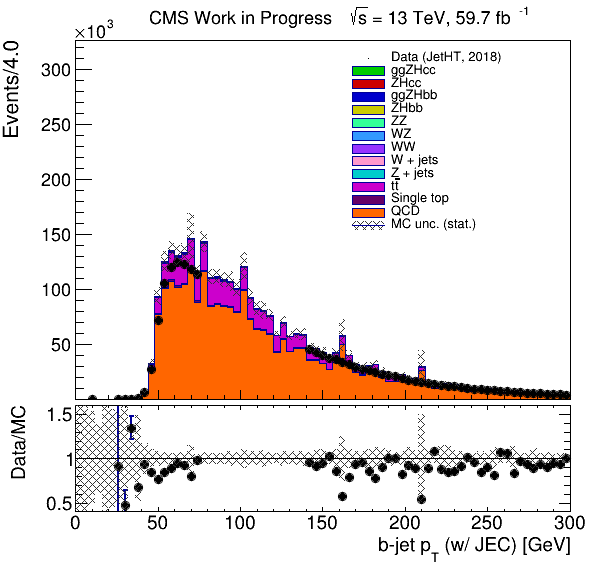 CMS Work in Progress √s = 13 TeV, 59.7 fb⁻¹
×10³
Events/4.0
300
250
200
150
100
50
Data (JetHT, 2018)
ggZHcc
ZHcc
ggZHbb
ZHbb
ZZ
WZ
WW
W + jets
Z + jets
tt̅
Single top
QCD
MC unc. (stat.)
Data/MC
1.5
1
0.5
0 50 100 150 200 250 300
b-jet p_T (w/ JEC) [GeV]